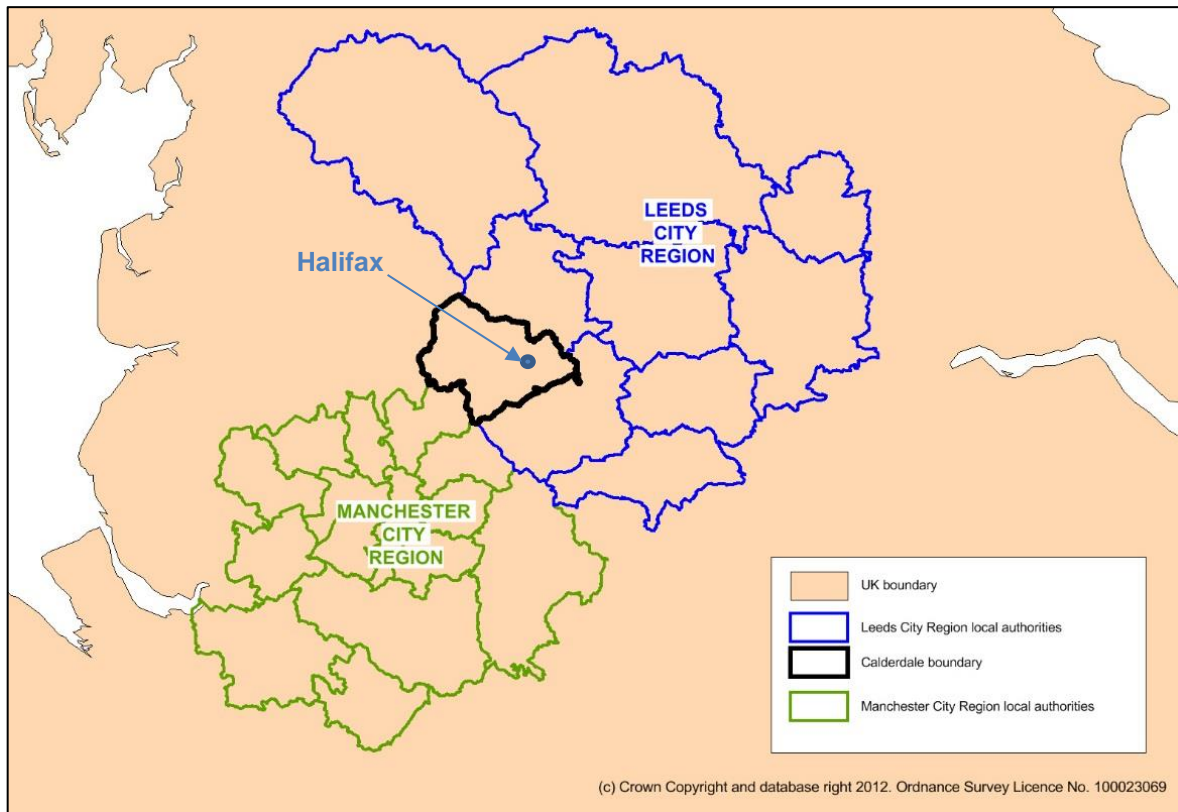 LEEDS
CITY
REGION
Halifax
MANCHESTER
CITY
REGION
UK boundary
Leeds City Region local authorities
Calderdale boundary
Manchester City Region local authorities
(c) Crown Copyright and database right 2012. Ordnance Survey Licence No. 100023069